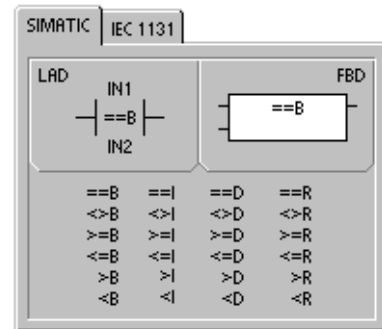 SIMATIC IEC 1131
LAD FBD
IN1
==B ==B
IN2
==B ==I ==D ==R
<>B <>I <>D <>R
>=B >=I >=D >=R
<=B <=I <=D <=R
>B >I >D >R
<B <I <D <R